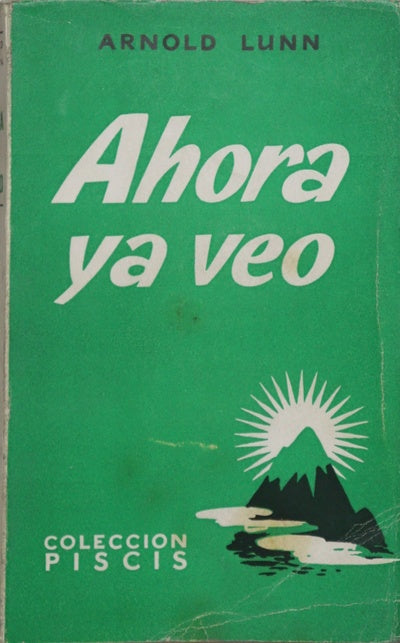 ARNOLD LUNN
Ahora
ya veo
COLECCION
PISCIS